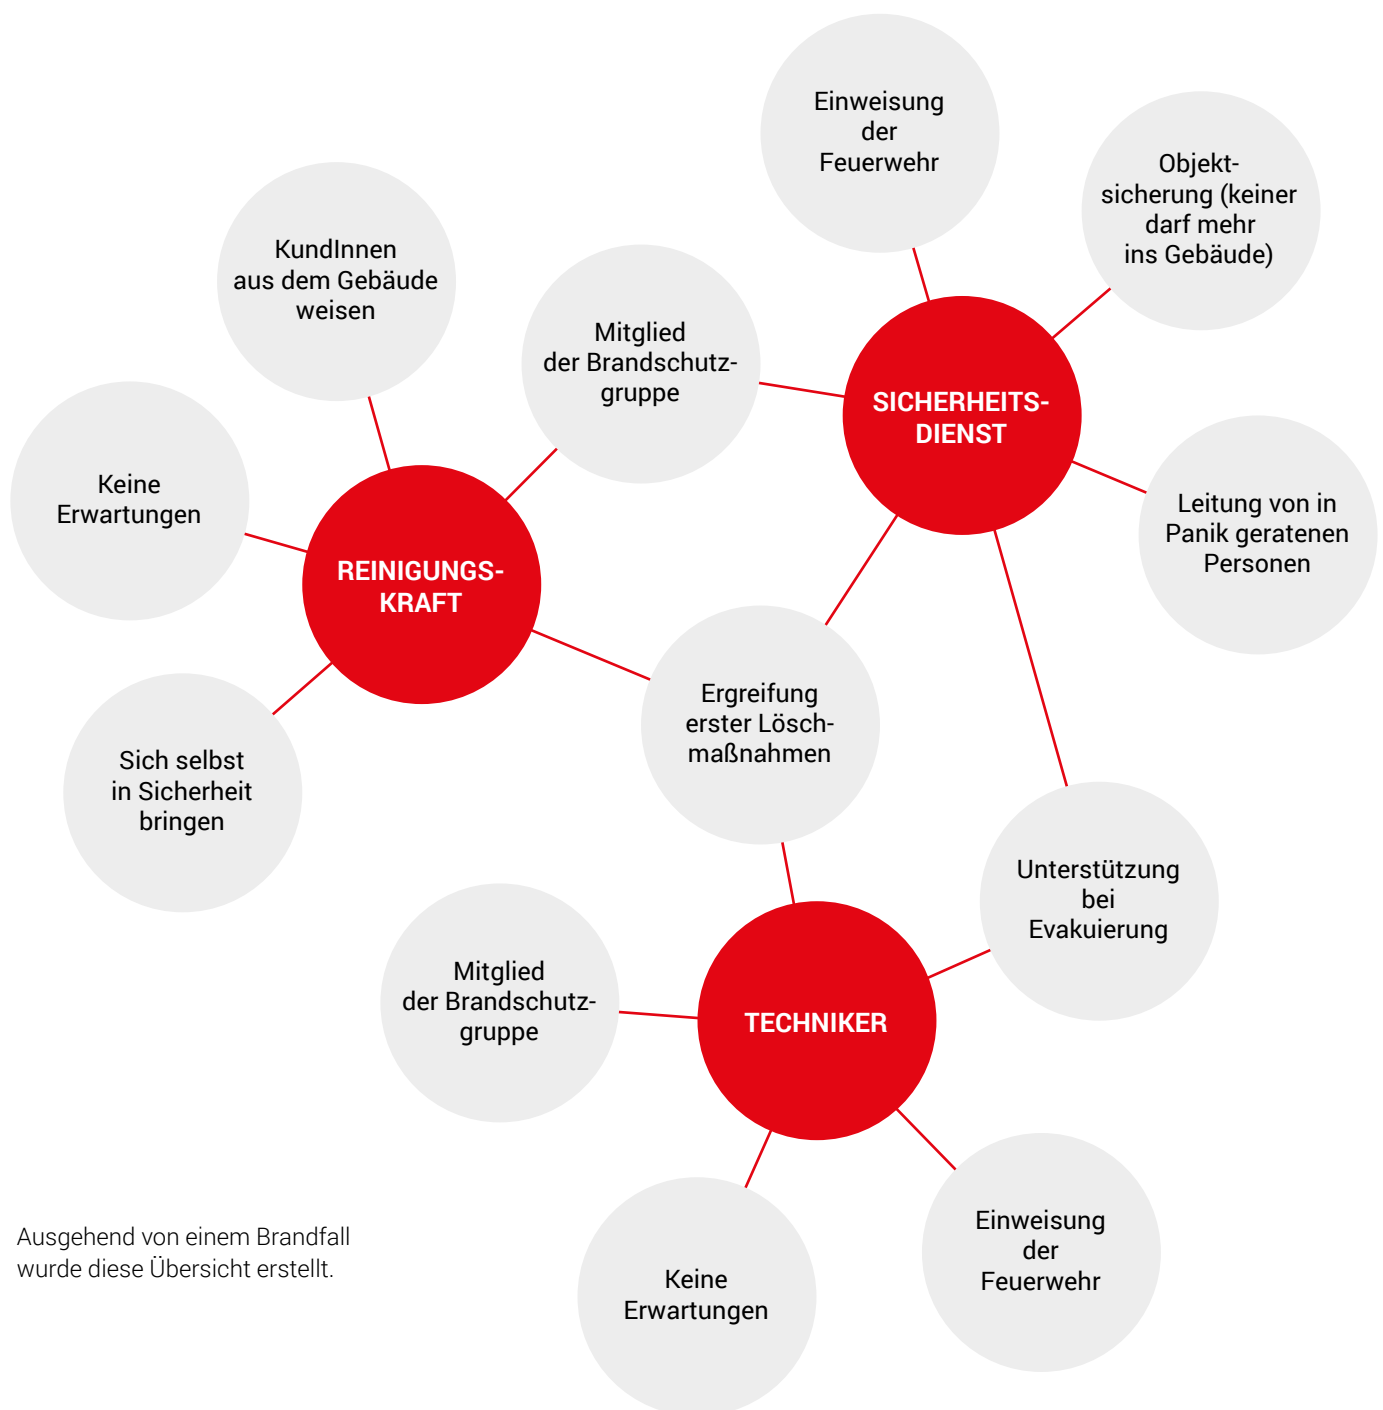 Einweisung
der
Feuerwehr
Objekt-
sicherung (keiner
darf mehr
ins Gebäude)
KundInnen
aus dem Gebäude
weisen
Mitglied
der Brandschutz-
gruppe
SICHERHEITS-
DIENST
Keine
Erwartungen
Leitung von in
Panik geratenen
Personen
REINIGUNGS-
KRAFT
Ergreifung
erster Lösch-
maßnahmen
Sich selbst
in Sicherheit
bringen
Unterstützung
bei
Evakuierung
Mitglied
der Brandschutz-
gruppe
TECHNIKER
Einweisung
der
Feuerwehr
Keine
Erwartungen
Ausgehend von einem Brandfall
wurde diese Übersicht erstellt.